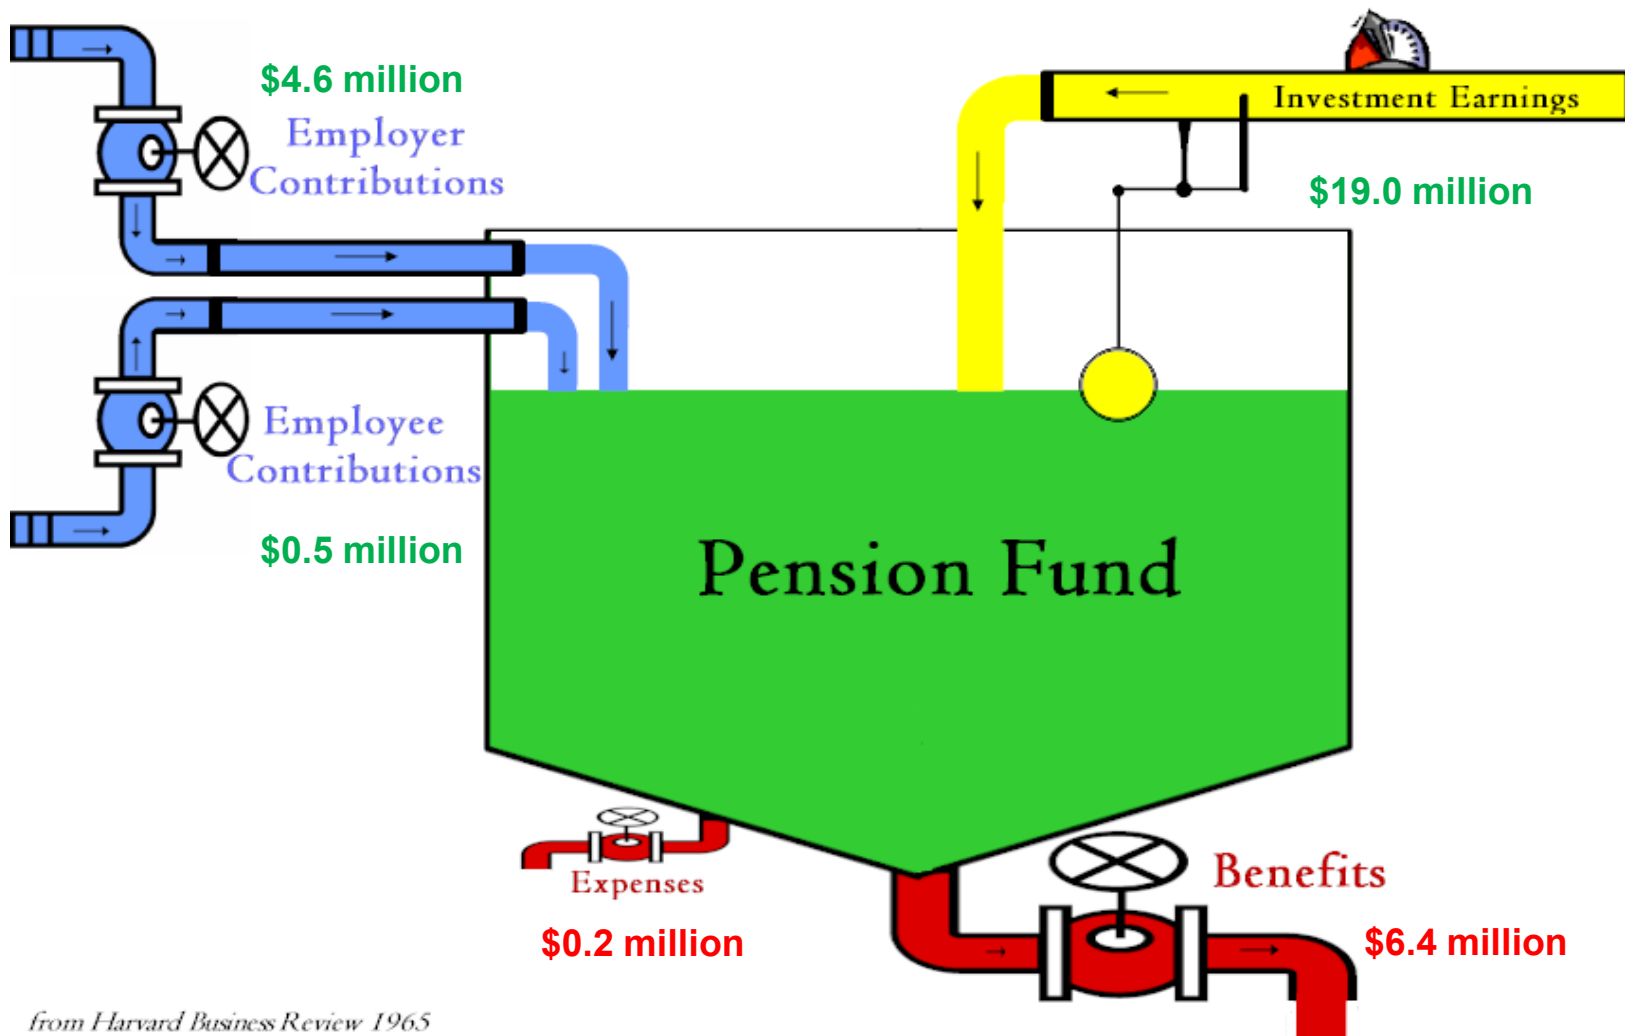 $4.6 million
Employer
Contributions
Investment Earnings
$19.0 million
Employee
Contributions
$0.5 million
Pension Fund
Expenses
$0.2 million
Benefits
$6.4 million
from Harvard Business Review 1965